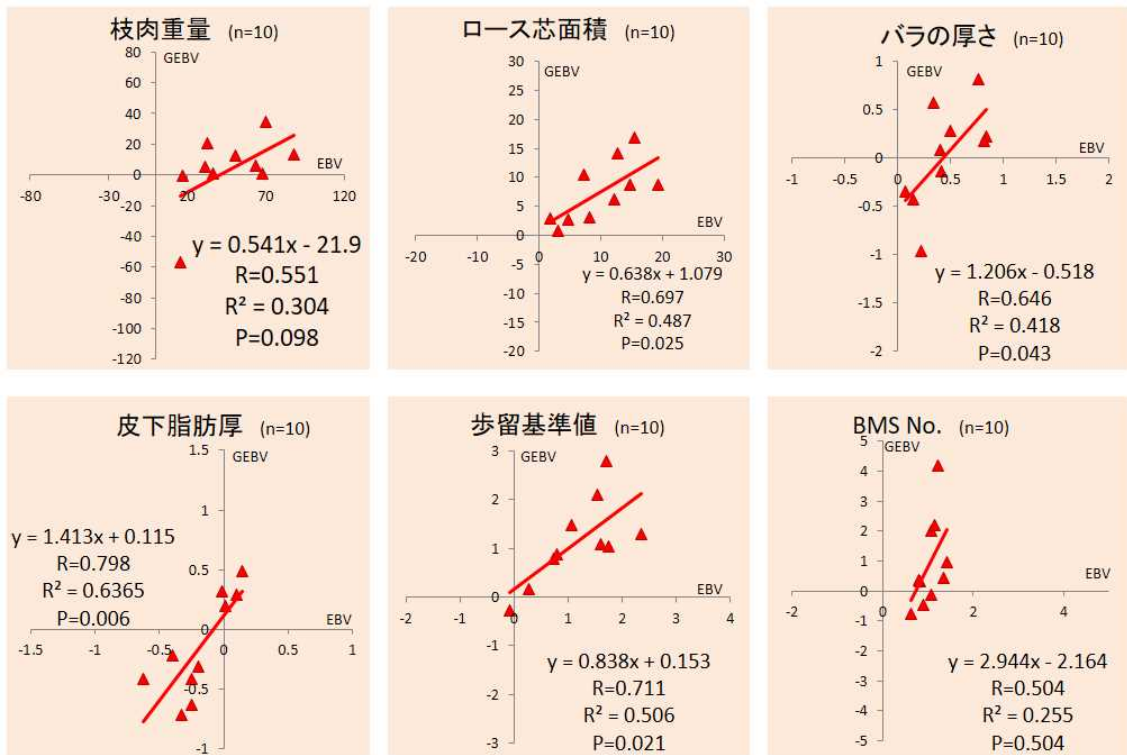 枝肉重量 (n=10)
GEBV
80
60
40
20
0
-20
-40
-60
-80
-100
-120
-80
-30
20
70
120
EBV
y = 0.541x - 21.9
R=0.551
R² = 0.304
P=0.098
ロース芯面積 (n=10)
GEBV
30
25
20
15
10
5
0
-5
-10
-15
-20
-20
-10
0
10
20
30
EBV
y = 0.638x + 1.079
R=0.697
R² = 0.487
P=0.025
バラの厚さ (n=10)
GEBV
1
0.5
0
-0.5
-1
-1.5
-2
-1
-0.5
0
0.5
1
1.5
2
EBV
y = 1.206x - 0.518
R=0.646
R² = 0.418
P=0.043
皮下脂肪厚 (n=10)
GEBV
1.5
1
0.5
0
-0.5
-1
-1.5
-1
-0.5
0
0.5
1
EBV
y = 1.413x + 0.115
R=0.798
R² = 0.6365
P=0.006
歩留基準値 (n=10)
GEBV
3
2
1
0
-1
-2
-3
-2
-1
0
1
2
3
4
EBV
y = 0.838x + 0.153
R=0.711
R² = 0.506
P=0.021
BMS No. (n=10)
GEBV
5
4
3
2
1
0
-1
-2
-3
-4
-5
-2
0
2
4
EBV
y = 2.944x - 2.164
R=0.504
R² = 0.255
P=0.504